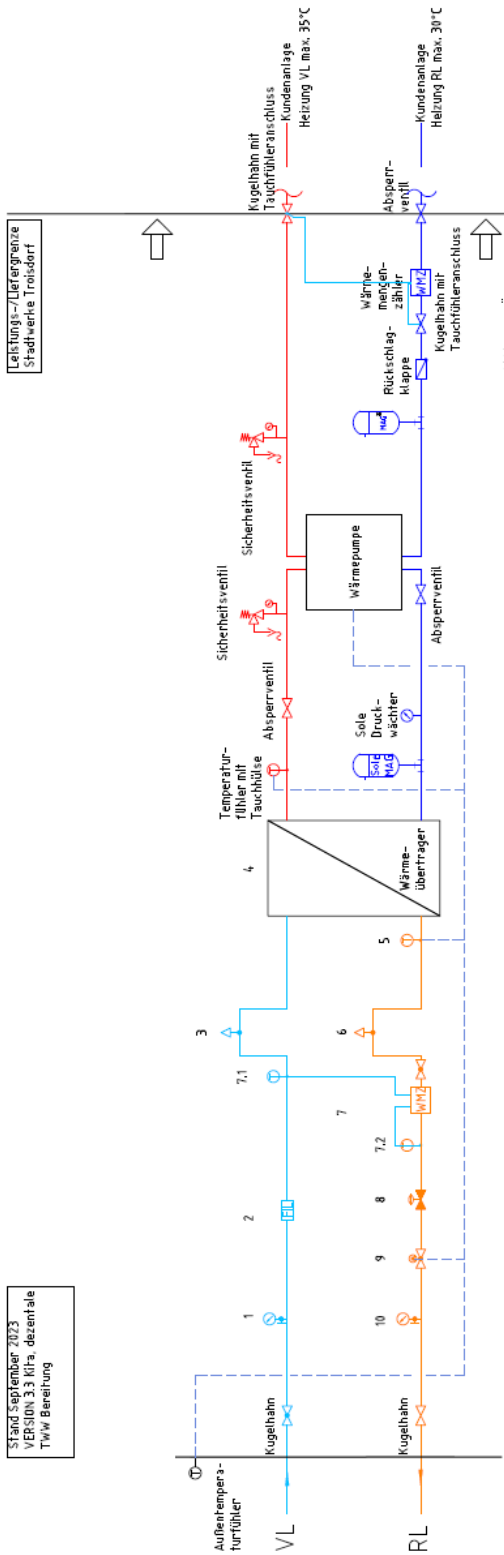 Stand September 2023
VERSION 3.3 KiTa, dezentale
TWW Bereitung
Leistungs-/Liefergrenze
Stadtwerke Troisdorf
Außentempera-
turfühler
VL
Kugelhahn
1
2
7.1
3
4
Temperatur-
fühler mit
Tauchhülse
Absperrventil
Sicherheitsventil
Sicherheitsventil
Kugelhahn mit
Tauchfühleranschluss
Kundenanlage
Heizung VL max. 35°C
RL
Kugelhahn
10
9
8
7.2
7
WMZ
6
5
Wärme-
übertrager
Sole
MAG
Sole
Druck-
wächter
Absperrventil
Wärmepumpe
MAG
Rückschlag-
klappe
Wärme-
mengen-
zähler
WMZ
Kugelhahn mit
Tauchfühleranschluss
Absperr-
ventil
Kundenanlage
Heizung RL max. 30°C